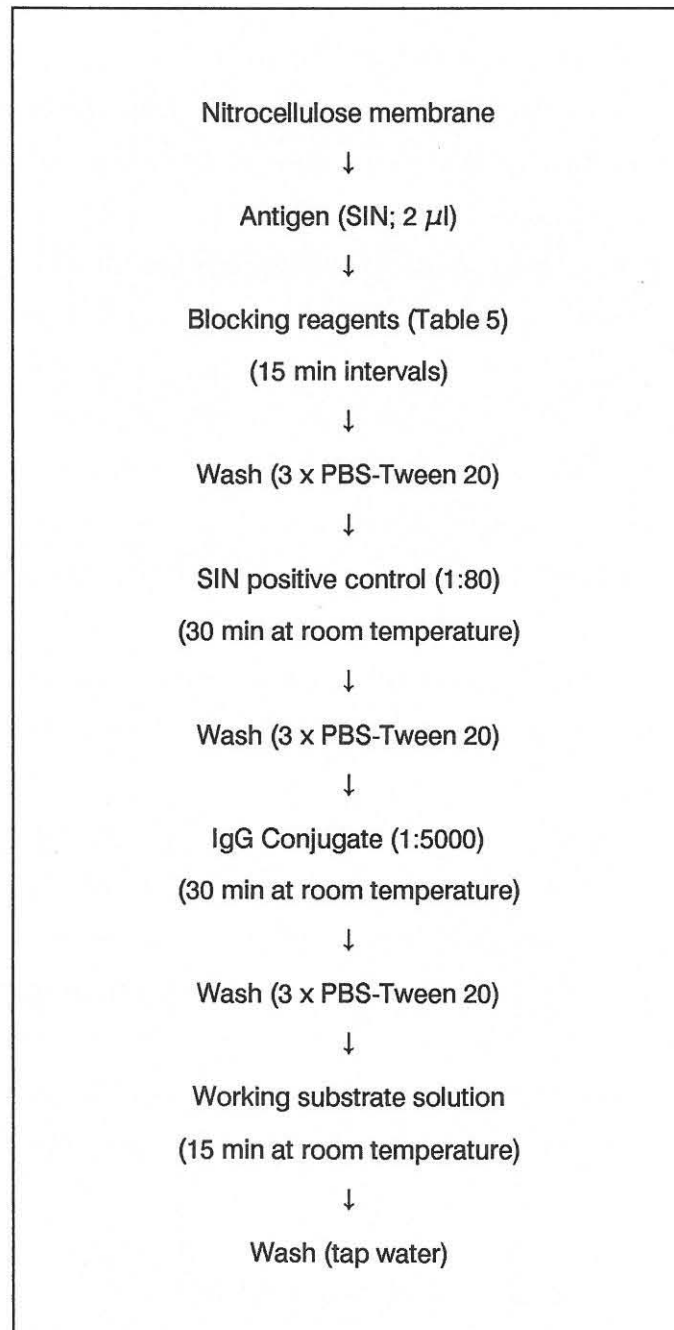 Nitrocellulose membrane
↓
Antigen (SIN; 2 µl)
↓
Blocking reagents (Table 5)
(15 min intervals)
↓
Wash (3 x PBS-Tween 20)
↓
SIN positive control (1:80)
(30 min at room temperature)
↓
Wash (3 x PBS-Tween 20)
↓
IgG Conjugate (1:5000)
(30 min at room temperature)
↓
Wash (3 x PBS-Tween 20)
↓
Working substrate solution
(15 min at room temperature)
↓
Wash (tap water)